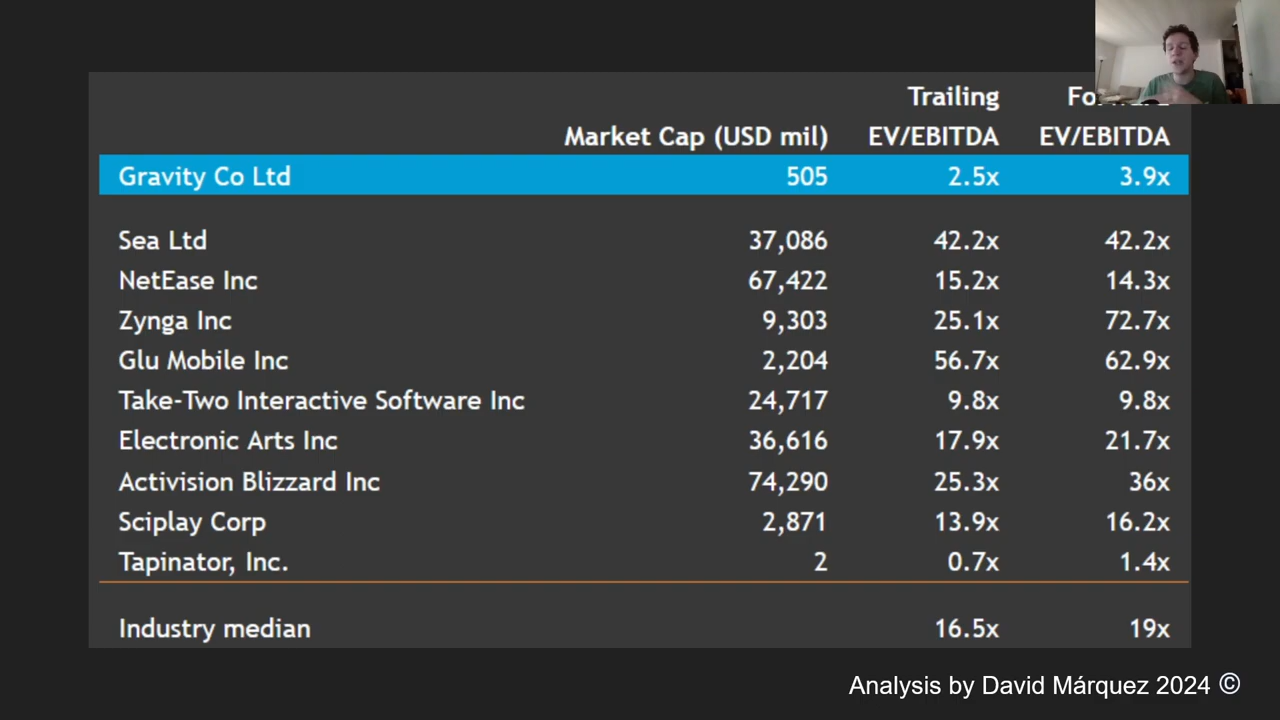 Trailing
Market Cap (USD mil) EV/EBITDA EV/EBITDA
Gravity Co Ltd 505 2.5x 3.9x
Sea Ltd 37,086 42.2x 42.2x
NetEase Inc 67,422 15.2x 14.3x
Zynga Inc 9,303 25.1x 72.7x
Glu Mobile Inc 2,204 56.7x 62.9x
Take-Two Interactive Software Inc 24,717 9.8x 9.8x
Electronic Arts Inc 36,616 17.9x 21.7x
Activision Blizzard Inc 74,290 25.3x 36x
Sciplay Corp 2,871 13.9x 16.2x
Tapinator, Inc. 2 0.7x 1.4x
Industry median 16.5x 19x
Analysis by David Márquez 2024 ©